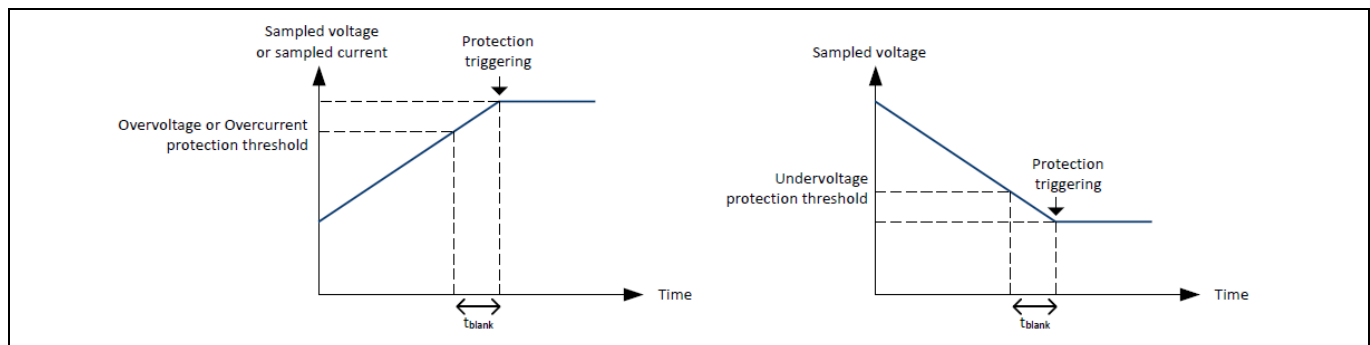 Sampled voltage
or sampled current
Protection
triggering
Overvoltage or Overcurrent
protection threshold
Time
tblank
Sampled voltage
Protection
triggering
Undervoltage
protection threshold
Time
tblank